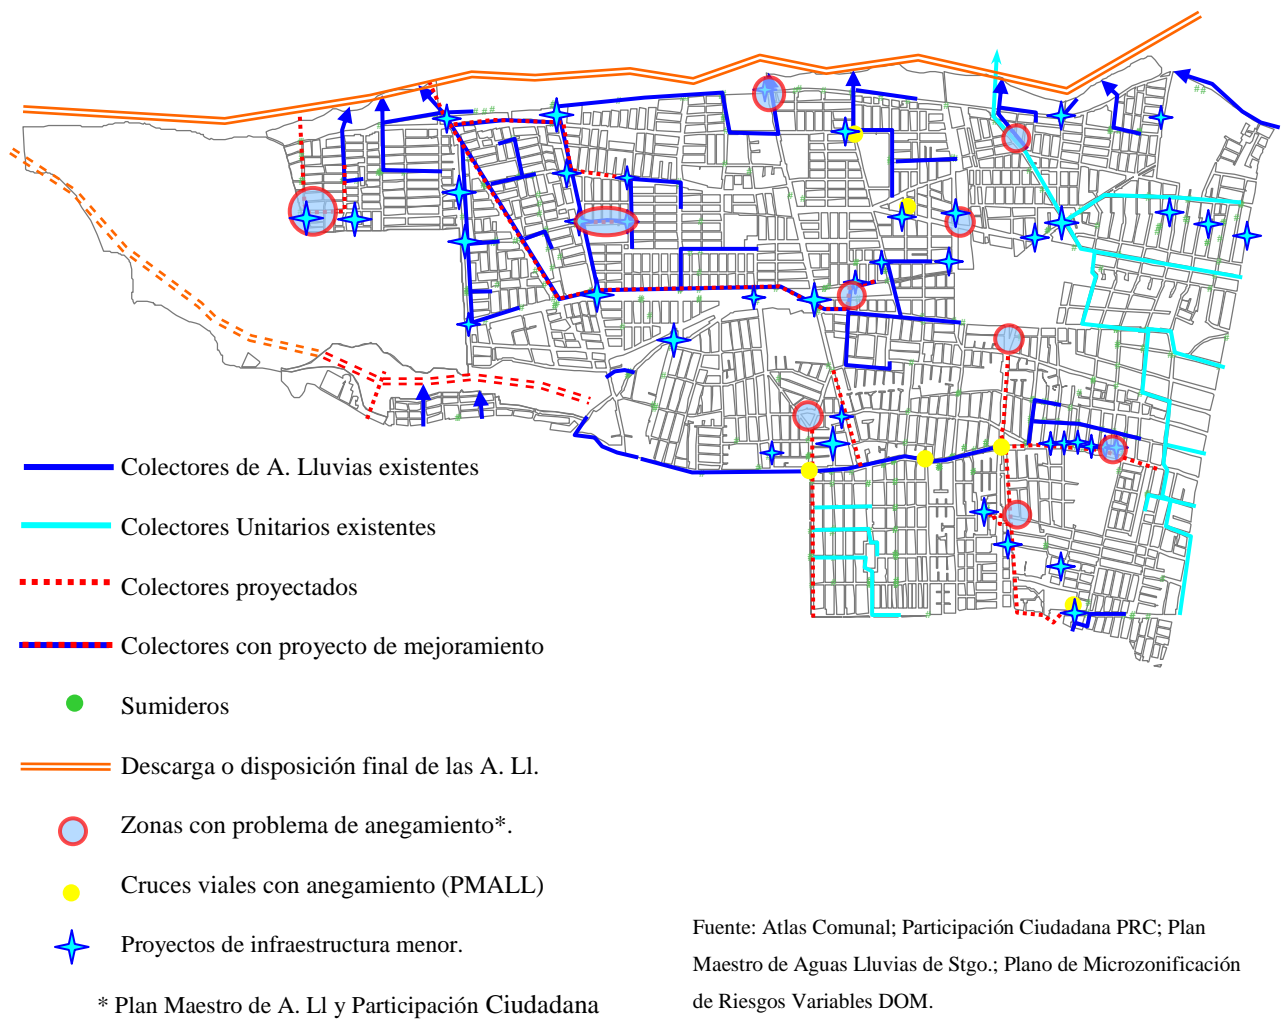 Colectores de A. Lluvias existentes
Colectores Unitarios existentes
Colectores proyectados
Colectores con proyecto de mejoramiento
Sumideros
Descarga o disposición final de las A. Ll.
Zonas con problema de anegamiento*.
Cruces viales con anegamiento (PMALL)
Proyectos de infraestructura menor.
* Plan Maestro de A. Ll y Participación Ciudadana
Fuente: Atlas Comunal; Participación Ciudadana PRC; Plan
Maestro de Aguas Lluvias de Stgo.; Plano de Microzonificación
de Riesgos Variables DOM.